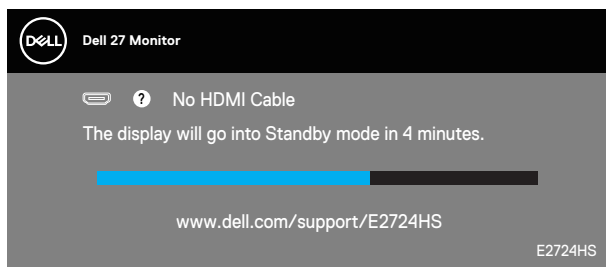 DELL Dell 27 Monitor
? No HDMI Cable
The display will go into Standby mode in 4 minutes.
www.dell.com/support/E2724HS
E2724HS